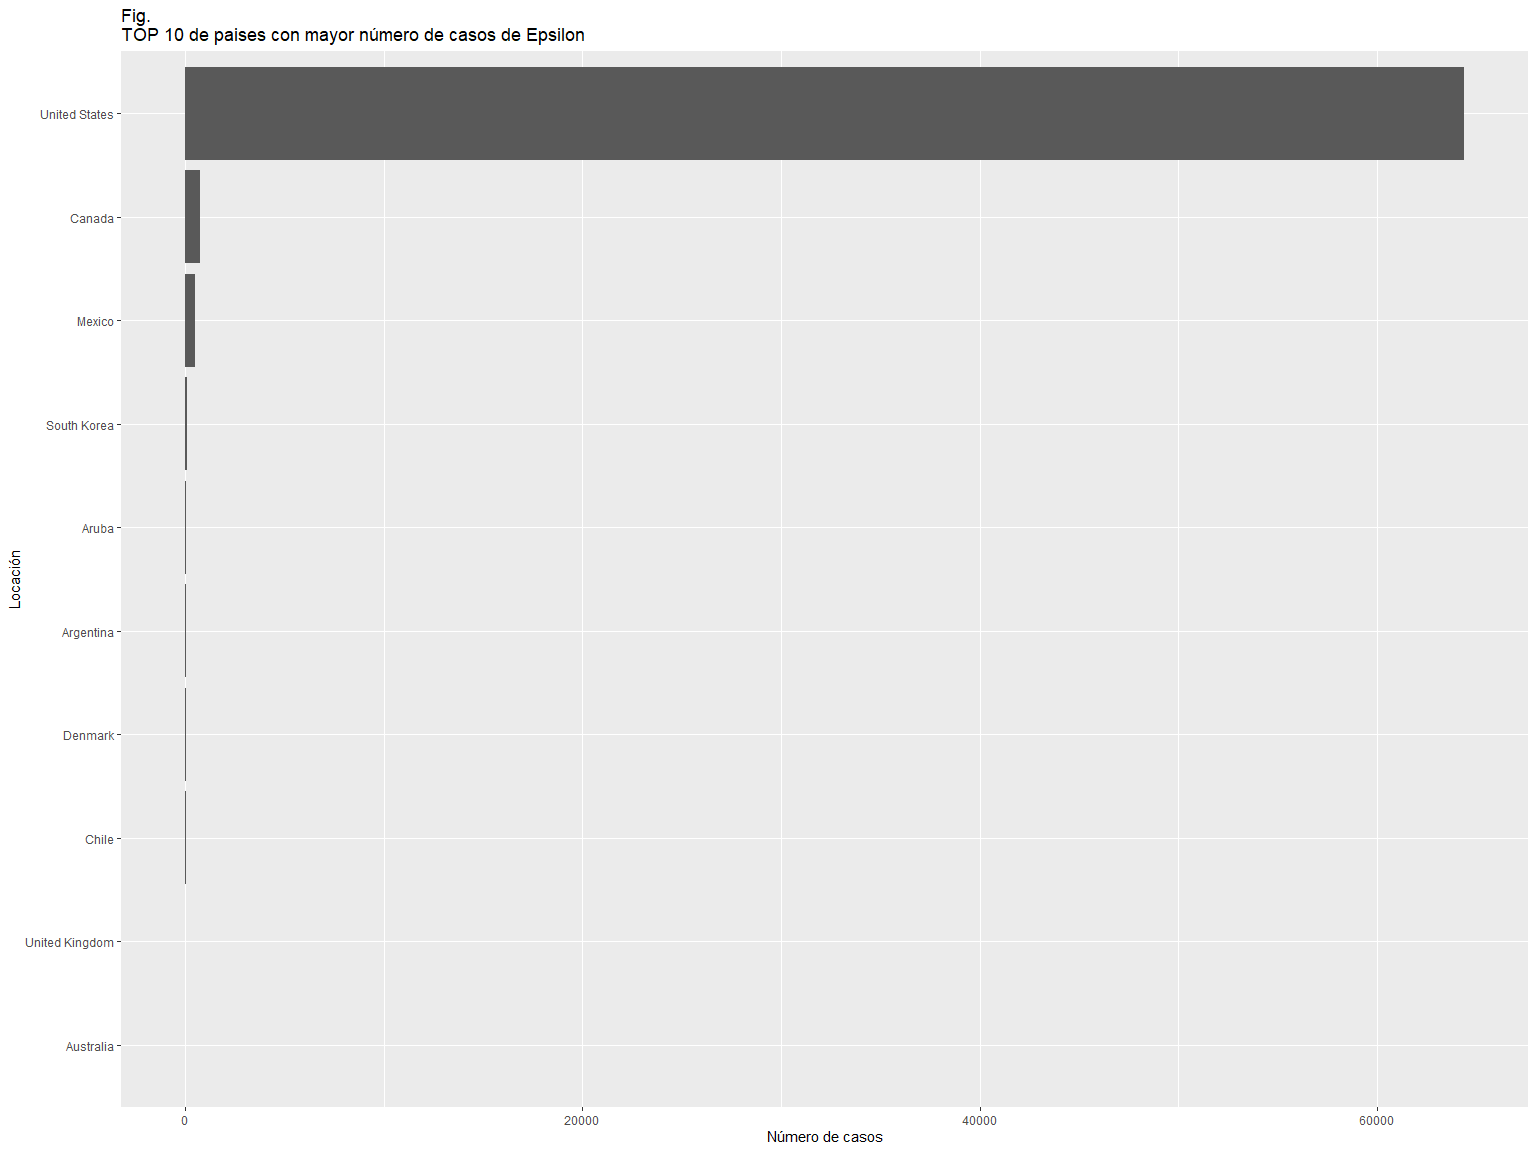 Fig.
TOP 10 de paises con mayor número de casos de Epsilon
United States
Canada
Mexico
South Korea
Aruba
Argentina
Denmark
Chile
United Kingdom
Australia
Locación
0
20000
40000
60000
Número de casos